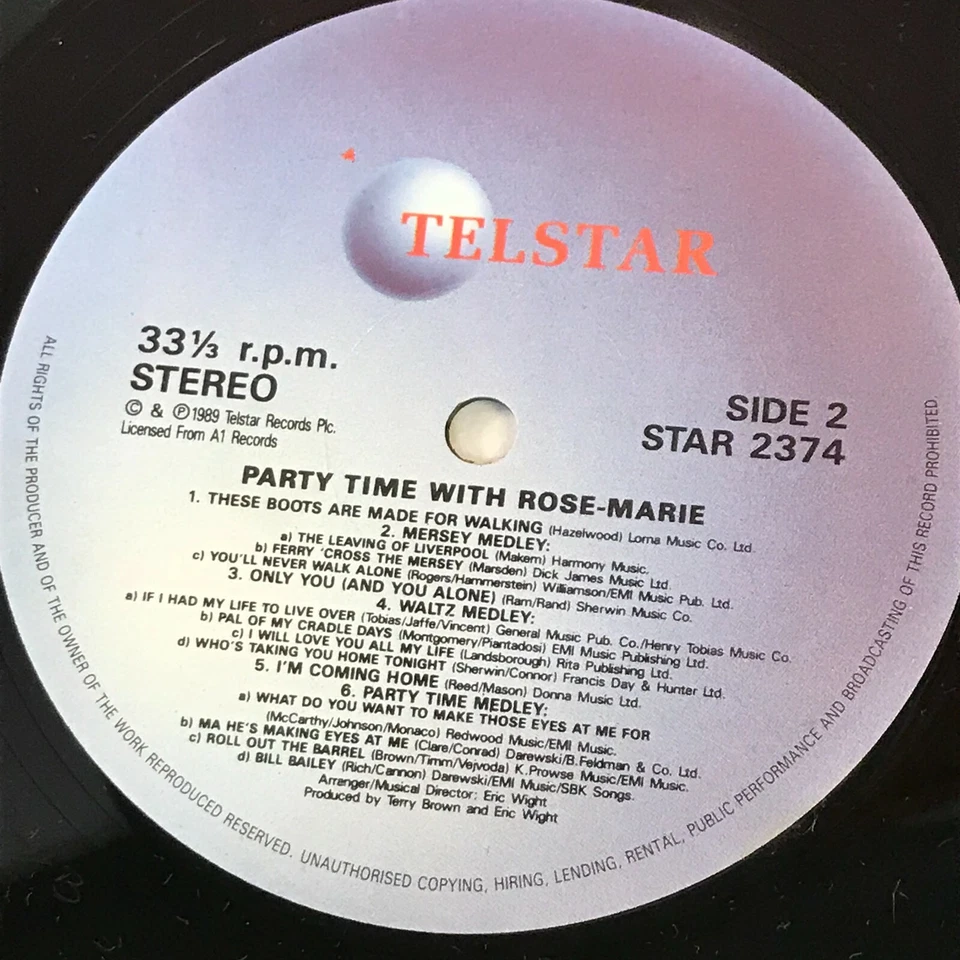 TELSTAR
33⅓ r.p.m.
STEREO
© & ℗1989 Telstar Records Plc.
Licensed From A1 Records
SIDE 2
STAR 2374
PARTY TIME WITH ROSE-MARIE
1. THESE BOOTS ARE MADE FOR WALKING (Hazelwood) Lorna Music Co. Ltd.
2. MERSEY MEDLEY:
a) THE LEAVING OF LIVERPOOL (Makem) Harmony Music.
b) FERRY 'CROSS THE MERSEY (Marsden) Dick James Music Ltd.
c) YOU'LL NEVER WALK ALONE (Rogers/Hammerstein) Williamson/EMI Music Pub. Ltd.
3. ONLY YOU (AND YOU ALONE) (Ram/Rand) Sherwin Music Co.
4. WALTZ MEDLEY:
a) IF I HAD MY LIFE TO LIVE OVER (Tobias/Jaffe/Vincent) General Music Pub. Co./Henry Tobias Music Co.
b) PAL OF MY CRADLE DAYS (Montgomery/Piantadosi) EMI Music Publishing Ltd.
c) I WILL LOVE YOU ALL MY LIFE (Landsborough) Rita Publishing Ltd.
d) WHO'S TAKING YOU HOME TONIGHT (Sherwin/Connor) Francis Day & Hunter Ltd.
5. I'M COMING HOME (Reed/Mason) Donna Music Ltd.
6. PARTY TIME MEDLEY:
a) WHAT DO YOU WANT TO MAKE THOSE EYES AT ME FOR
(McCarthy/Johnson/Monaco) Redwood Music/EMI Music.
b) MA HE'S MAKING EYES AT ME (Clare/Conrad) Darewski/B.Feldman & Co. Ltd.
c) ROLL OUT THE BARREL (Brown/Timm/Vejvoda) K.Prowse Music/EMI Music.
d) BILL BAILEY (Rich/Cannon) Darewski/EMI Music/SBK Songs.
Arranger/Musical Director: Eric Wight
Produced by Terry Brown and Eric Wight
ALL RIGHTS OF THE PRODUCER AND OF THE OWNER OF THE WORK REPRODUCED RESERVED. UNAUTHORISED COPYING, HIRING, LENDING, RENTAL, PUBLIC PERFORMANCE AND BROADCASTING OF THIS RECORD PROHIBITED.